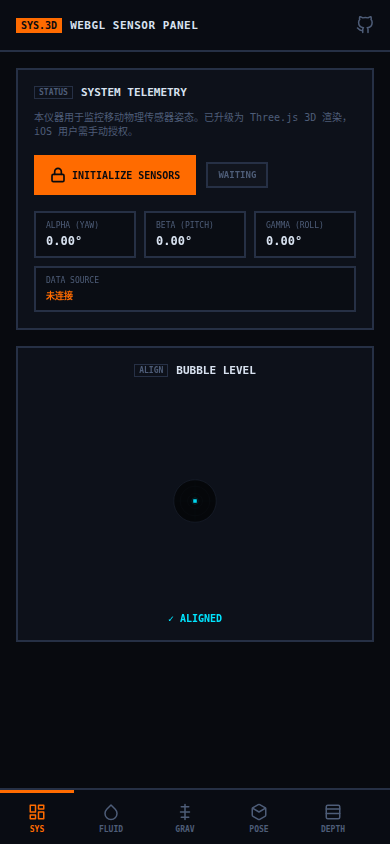 SYS.3D WEBGL SENSOR PANEL
STATUS SYSTEM TELEMETRY
本仪器用于监控移动物理传感器姿态。已升级为 Three.js 3D 渲染，
iOS 用户需手动授权。
INITIALIZE SENSORS WAITING
ALPHA (YAW) BETA (PITCH) GAMMA (ROLL)
0.00° 0.00° 0.00°
DATA SOURCE
未连接
ALIGN BUBBLE LEVEL
✓ ALIGNED
SYS FLUID GRAV POSE DEPTH